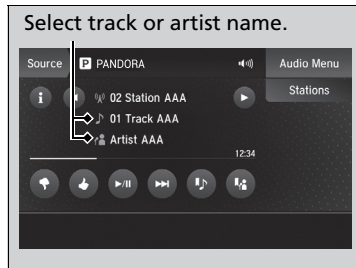 Select track or artist name.
Source
P PANDORA
Audio Menu
02 Station AAA
Stations
01 Track AAA
Artist AAA
12:34